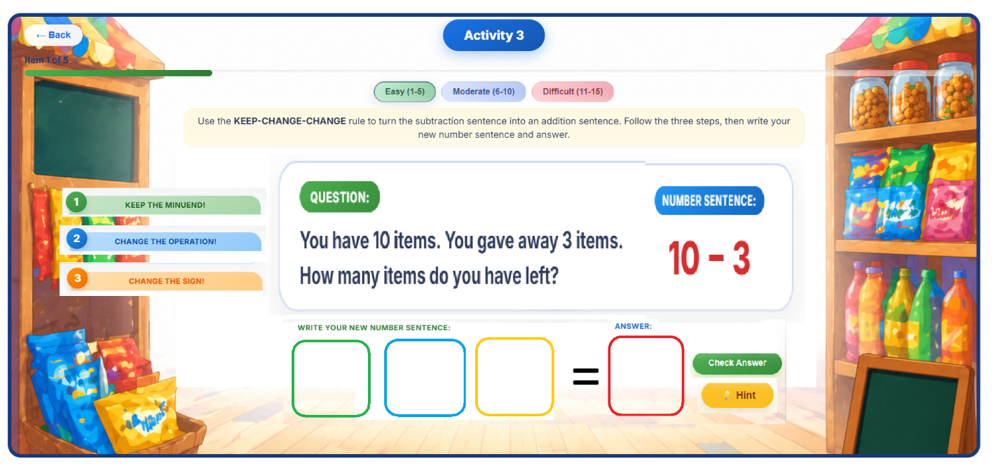 ← Back
Activity 3
Item 1 of 5
Easy (1-5)
Moderate (6-10)
Difficult (11-15)
Use the KEEP-CHANGE-CHANGE rule to turn the subtraction sentence into an addition sentence. Follow the three steps, then write your
new number sentence and answer.
1 KEEP THE MINUEND!
2 CHANGE THE OPERATION!
3 CHANGE THE SIGN!
QUESTION:
You have 10 items. You gave away 3 items.
How many items do you have left?
NUMBER SENTENCE:
10 − 3
WRITE YOUR NEW NUMBER SENTENCE:
ANSWER:
=
Check Answer
💡 Hint